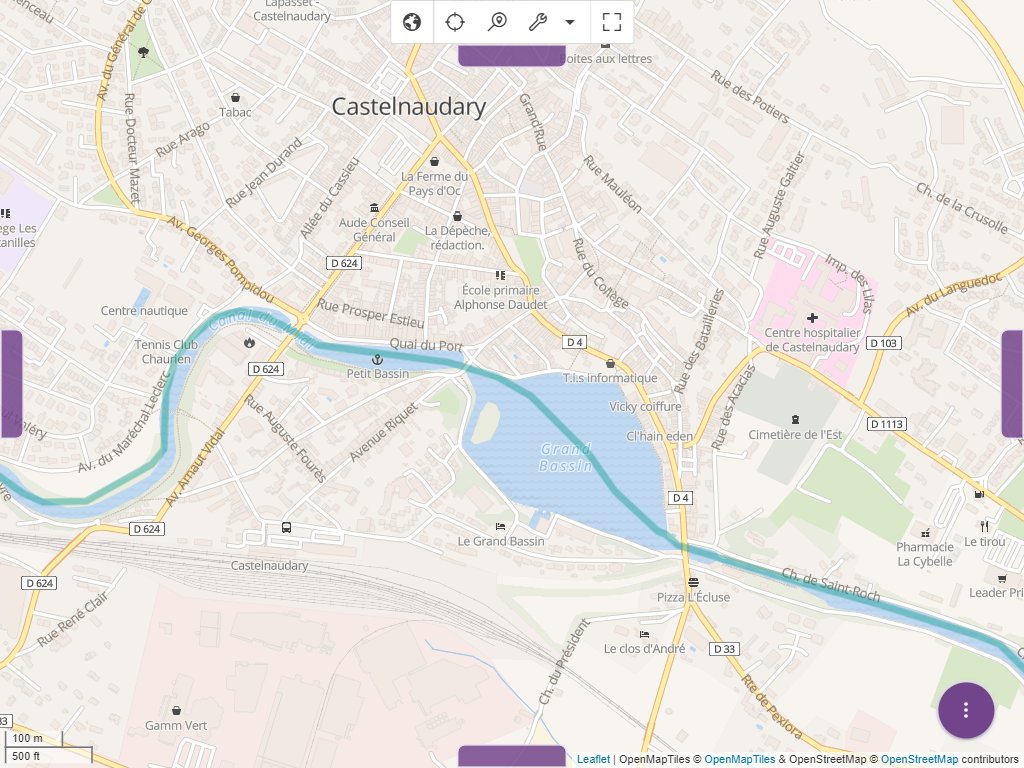 Lapasset -
Castelnaudary
Boites aux lettres
Av. du Général de G
Rue des Potiers
Tabac
Castelnaudary
Grand'Rue
Rue Docteur Mazet
Rue Arago
Rue Jean Durand
Allée du Cassieu
La Ferme du
Pays d'Oc
Rue Mauléon
Rue Auguste Galtier
Ch. de la Crusolle
ege Les
tanilles
Aude Conseil
Général
La Dépêche,
rédaction.
Av. Georges Pompidou
D 624
École primaire
Alphonse Daudet
Rue du Collège
Imp. des Lilas
Av. du Languedoc
Centre nautique
Rue Prosper Estieu
Canal du Midi
Rue des Batailleries
Centre hospitalier
de Castelnaudary
Tennis Club
Chaurien
Quai du Port
D 4
D 103
D 624
Petit Bassin
T.i.s informatique
Rue des Acacias
Av. du Maréchal Leclerc
Rue Auguste Fourès
Avenue Riquet
Vicky coiffure
Cl'hain eden
Cimetière de l'Est
D 1113
ul Valéry
Av. Arnaut Vidal
Grand
Bassin
D 4
D 624
Le Grand Bassin
Castelnaudary
Pharmacie
La Cybelle
Le tirou
D 624
Ch. de Saint-Roch
Pizza L'Écluse
Leader Pri
Rue René Clair
Le clos d'André
D 33
Ch. du Président
Rte de Pexiora
Gamm Vert
33
100 m
500 ft
Leaflet | OpenMapTiles © OpenMapTiles & OpenStreetMap © OpenStreetMap contributors